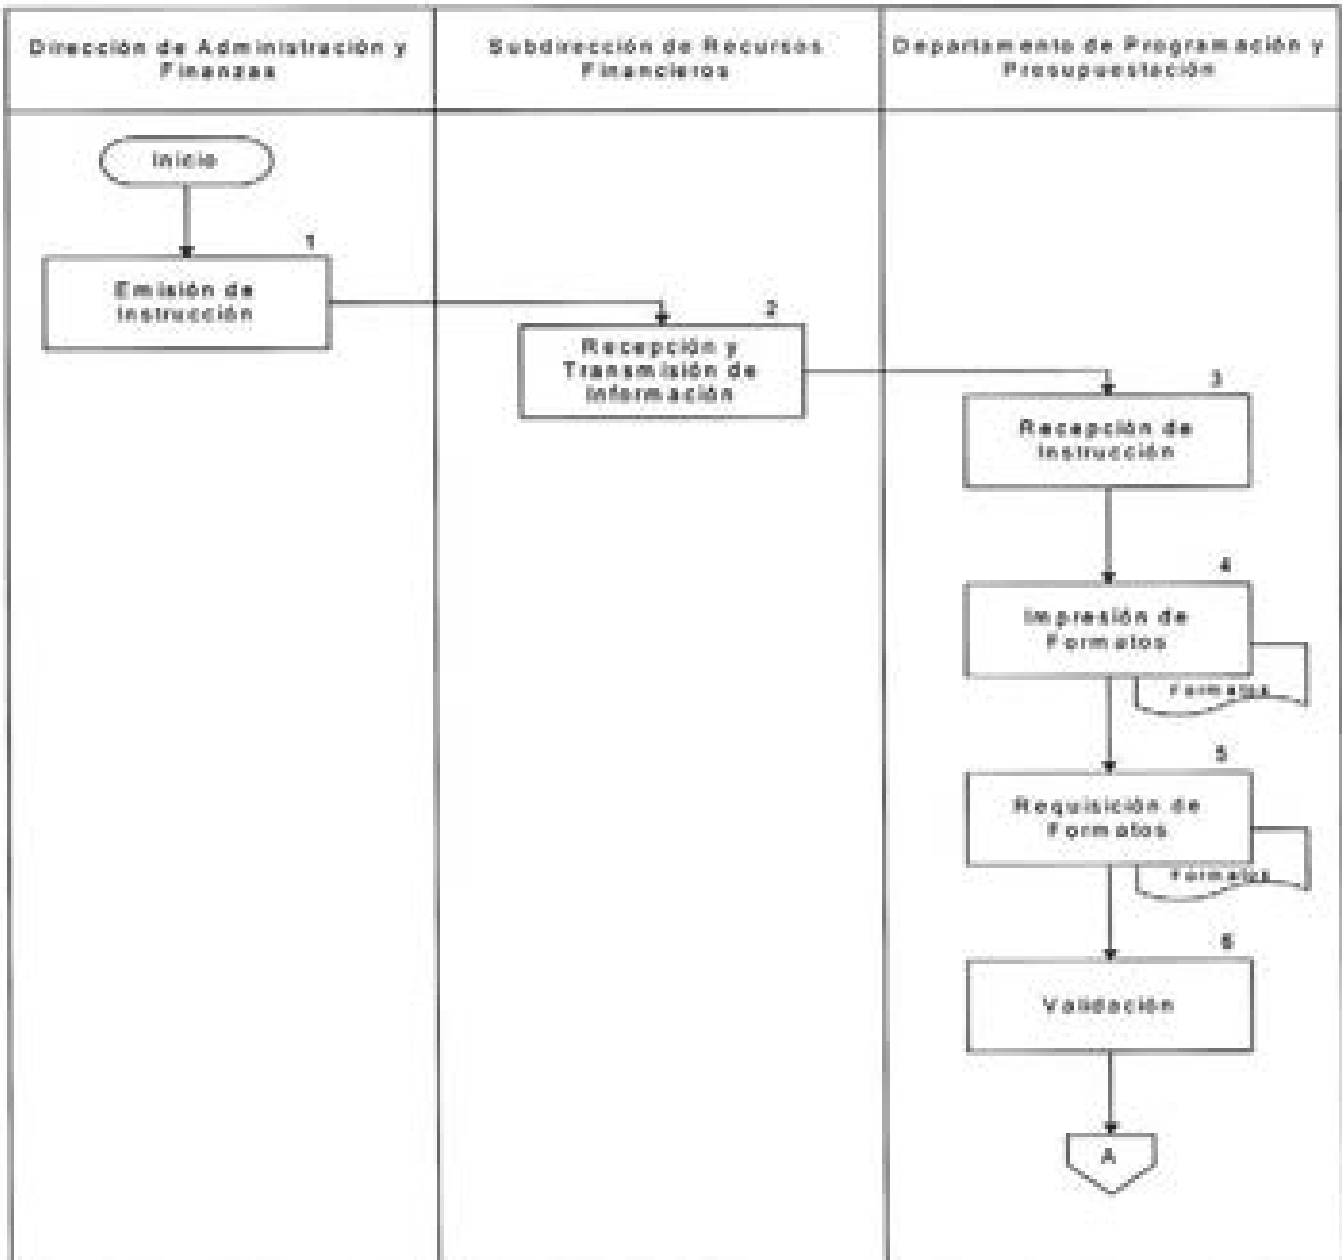 Dirección de Administración y
Finanzas
Subdirección de Recursos
Financieros
Departamento de Programación y
Presupuestación
Inicio
1
Emisión de
Instrucción
2
Recepción y
Transmisión de
Información
3
Recepción de
Instrucción
4
Impresión de
Formatos
Formatos
5
Requisición de
Formatos
Formatos
6
Validación
A